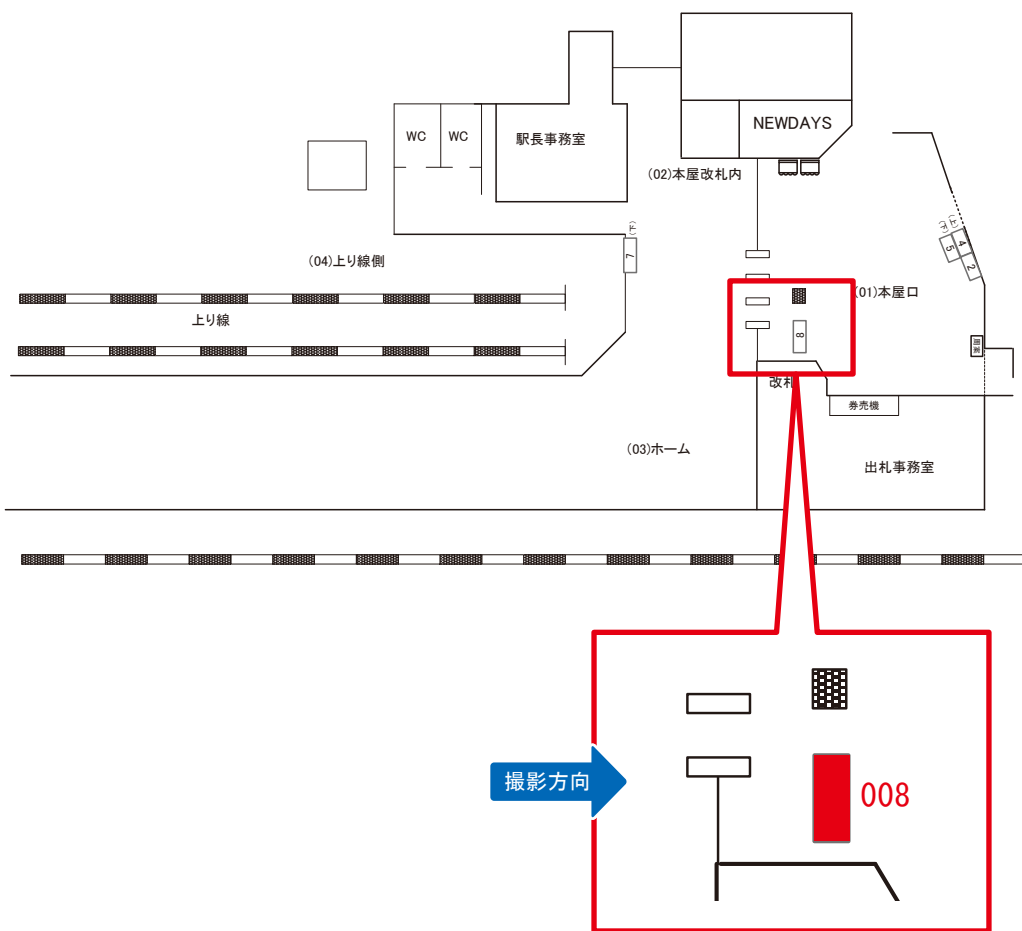 NEWDAYS
WC
WC
駅長事務室
(02)本屋改札内
(下)
7
(上)
(下)
4
5
2
(04)上り線側
(01)本屋口
上り線
8
改札
券売機
(03)ホーム
出札事務室
撮影方向
008